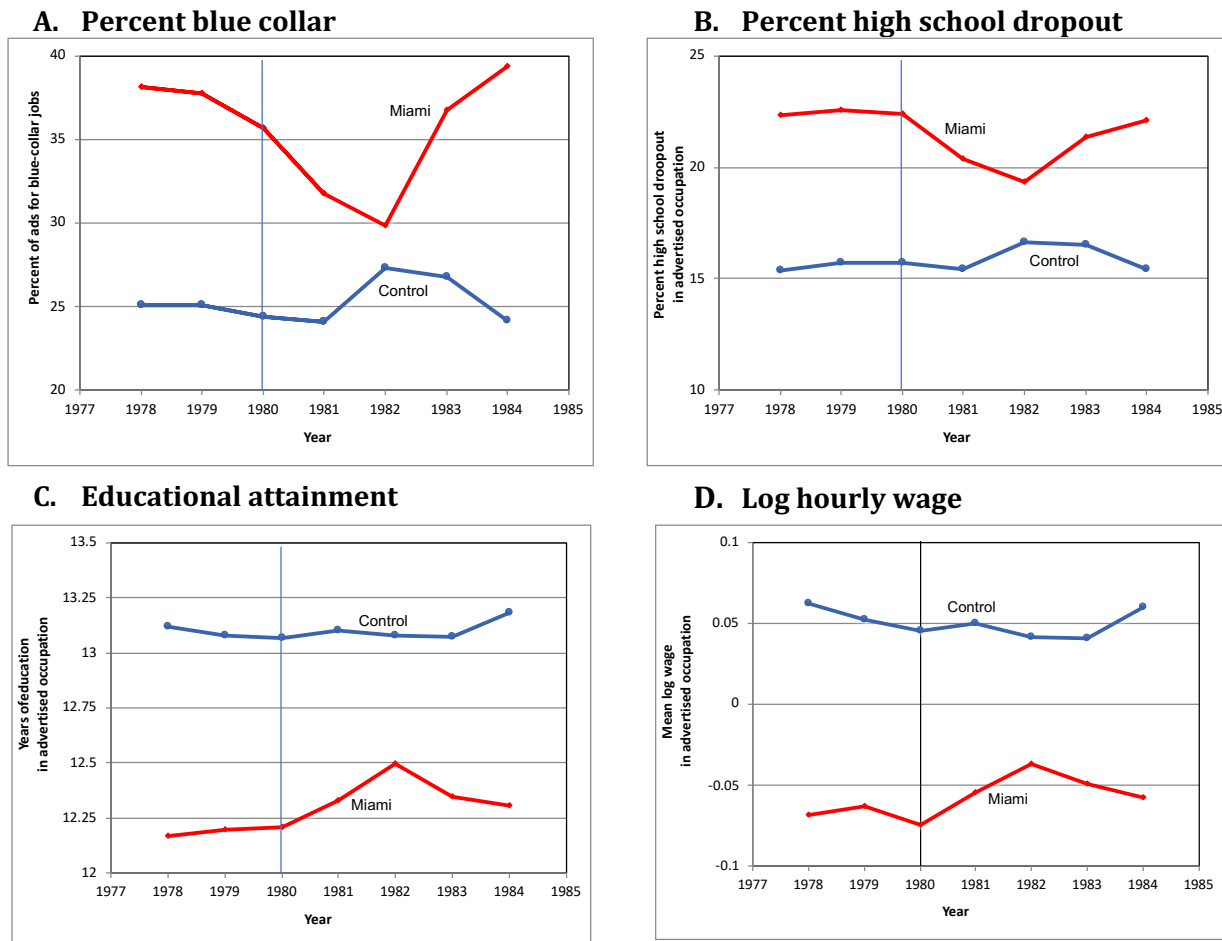 A. Percent blue collar
Percent of ads for blue-collar jobs
40
35
30
25
20
Miami
Control
1977 1978 1979 1980 1981 1982 1983 1984 1985
Year
B. Percent high school dropout
Percent high school droopout
in advertised occupation
25
20
15
10
Miami
Control
1977 1978 1979 1980 1981 1982 1983 1984 1985
Year
C. Educational attainment
Years ofeducation
in advertised occupation
13.5
13.25
13
12.75
12.5
12.25
12
Control
Miami
1977 1978 1979 1980 1981 1982 1983 1984 1985
Year
D. Log hourly wage
Mean log wage
in advertised occupation
0.1
0.05
0
-0.05
-0.1
Control
Miami
1977 1978 1979 1980 1981 1982 1983 1984 1985
Year